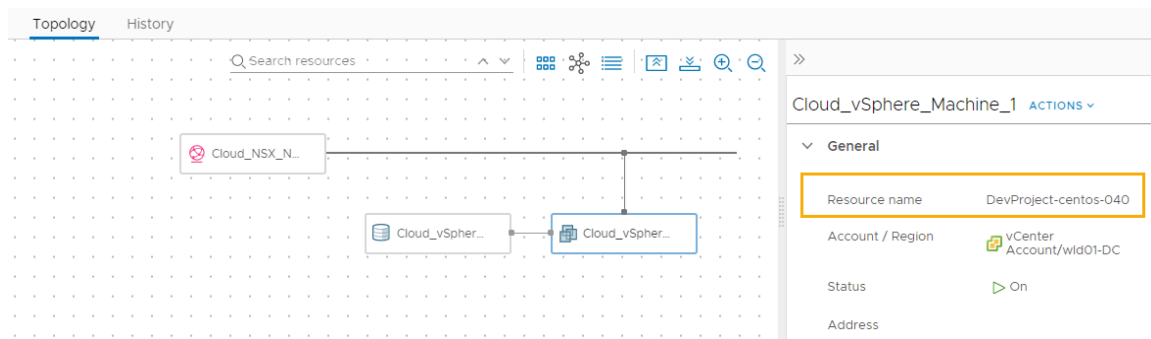 Topology History
Search resources
Cloud_vSphere_Machine_1 ACTIONS
General
Cloud_NSX_N...
Resource name DevProject-centos-040
Cloud_vSpher... Cloud_vSpher...
Account / Region vCenter
Account/wld01-DC
Status On
Address